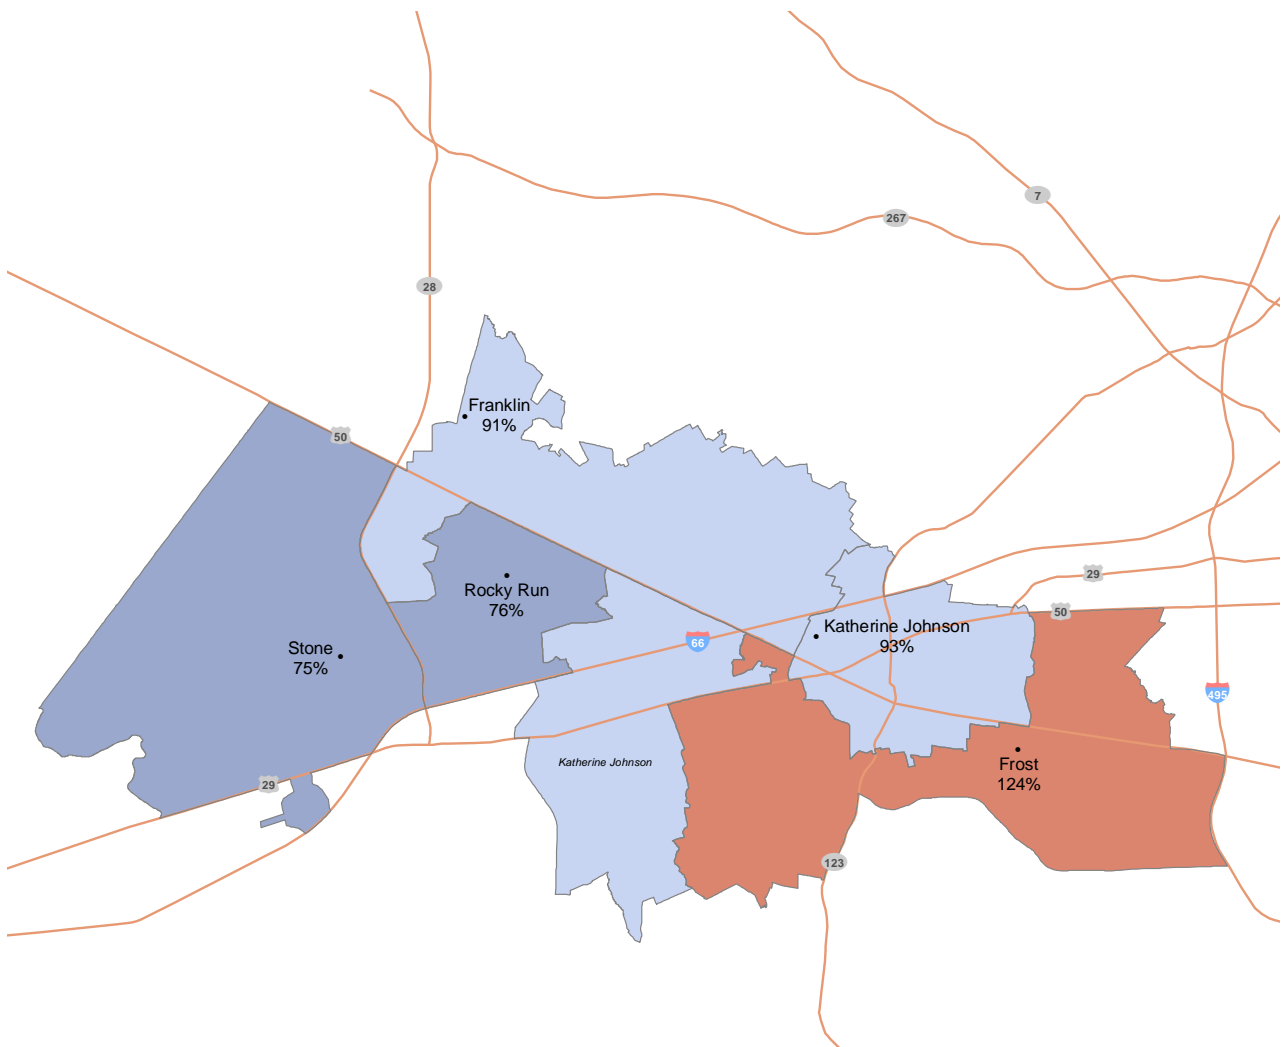 7
267
28
Franklin
91%
50
29
Rocky Run
76%
50
Katherine Johnson
93%
66
Stone
75%
495
Frost
124%
Katherine Johnson
29
123